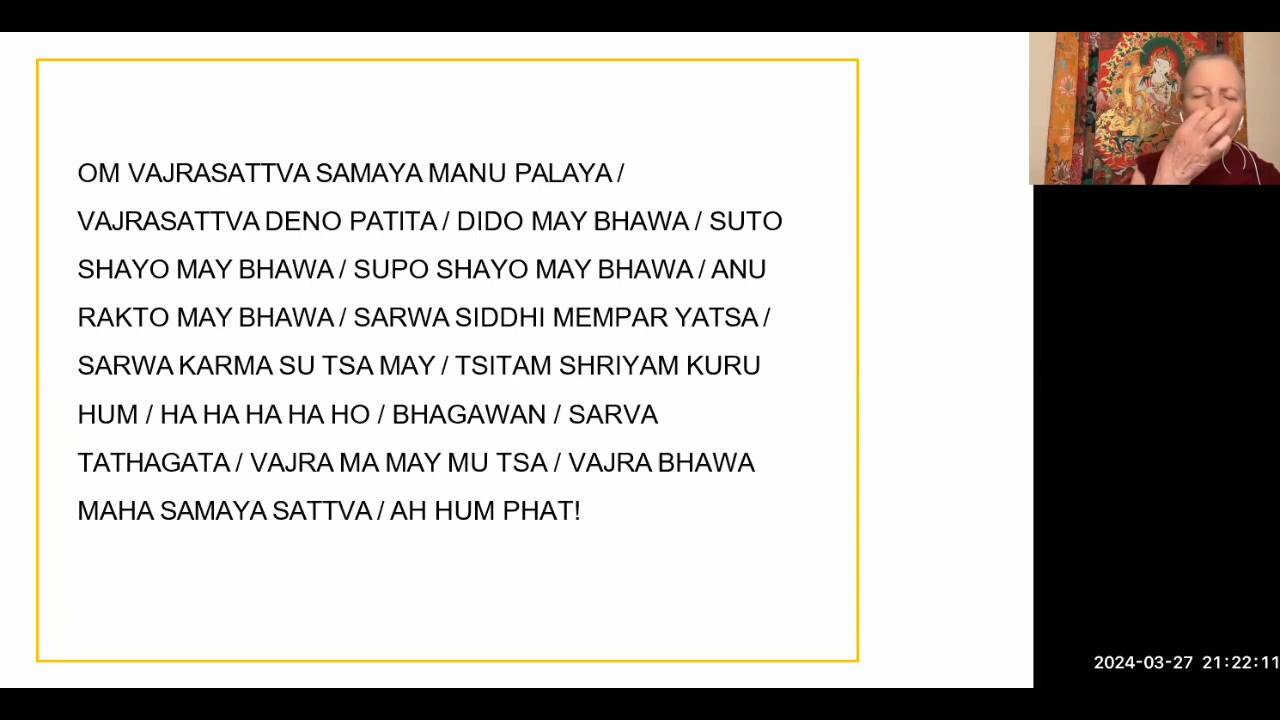 OM VAJRASATTVA SAMAYA MANU PALAYA /
VAJRASATTVA DENO PATITA / DIDO MAY BHAWA / SUTO
SHAYO MAY BHAWA / SUPO SHAYO MAY BHAWA / ANU
RAKTO MAY BHAWA / SARWA SIDDHI MEMPAR YATSA /
SARWA KARMA SU TSA MAY / TSITAM SHRIYAM KURU
HUM / HA HA HA HA HO / BHAGAWAN / SARVA
TATHAGATA / VAJRA MA MAY MU TSA / VAJRA BHAWA
MAHA SAMAYA SATTVA / AH HUM PHAT!
2024-03-27 21:22:11